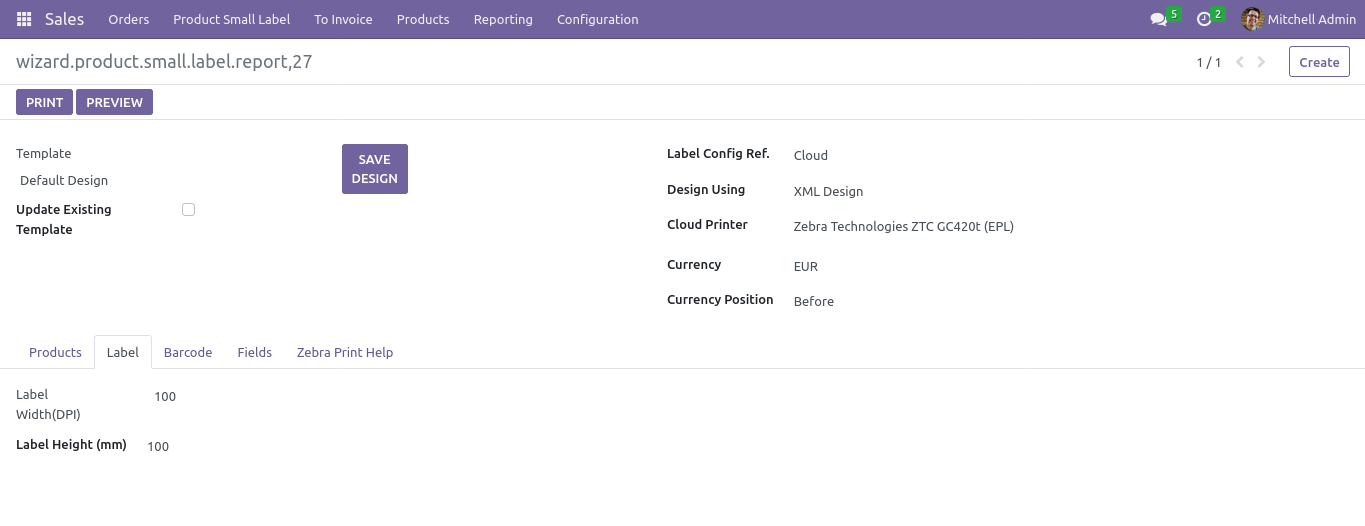 Sales Orders Product Small Label To Invoice Products Reporting Configuration 5 2 Mitchell Admin
wizard.product.small.label.report,27 1 / 1 Create
PRINT PREVIEW
Template
Default Design
SAVE
DESIGN
Update Existing
Template
Label Config Ref. Cloud
Design Using XML Design
Cloud Printer Zebra Technologies ZTC GC420t (EPL)
Currency EUR
Currency Position Before
Products Label Barcode Fields Zebra Print Help
Label
Width(DPI) 100
Label Height (mm) 100